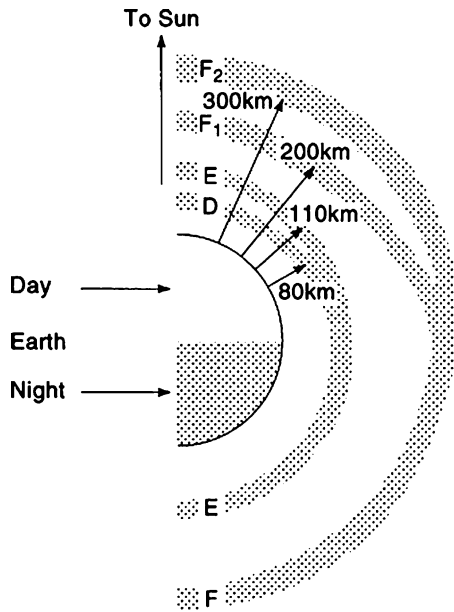 To Sun
F₂
300km
F₁
200km
E
D
110km
80km
Day
Earth
Night
E
F